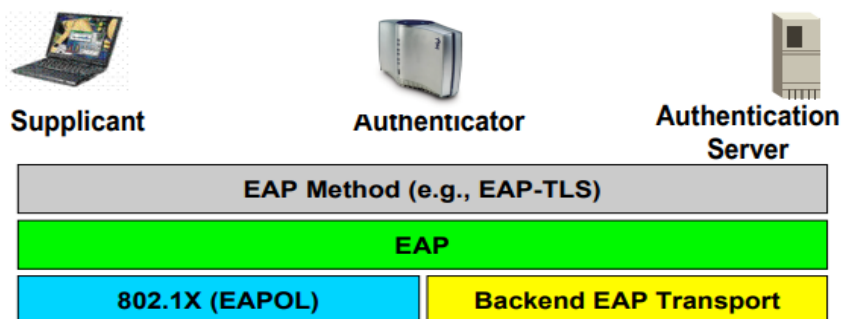 Supplicant
Authenticator
Authentication
Server
EAP Method (e.g., EAP-TLS)
EAP
802.1X (EAPOL)
Backend EAP Transport